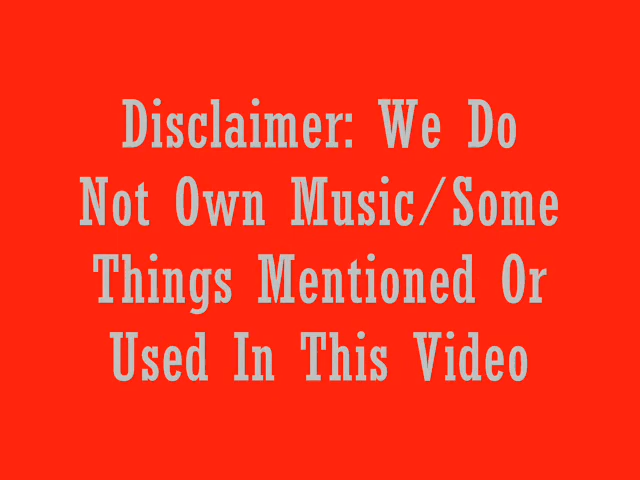 Disclaimer: We Do
Not Own Music/Some
Things Mentioned Or
Used In This Video